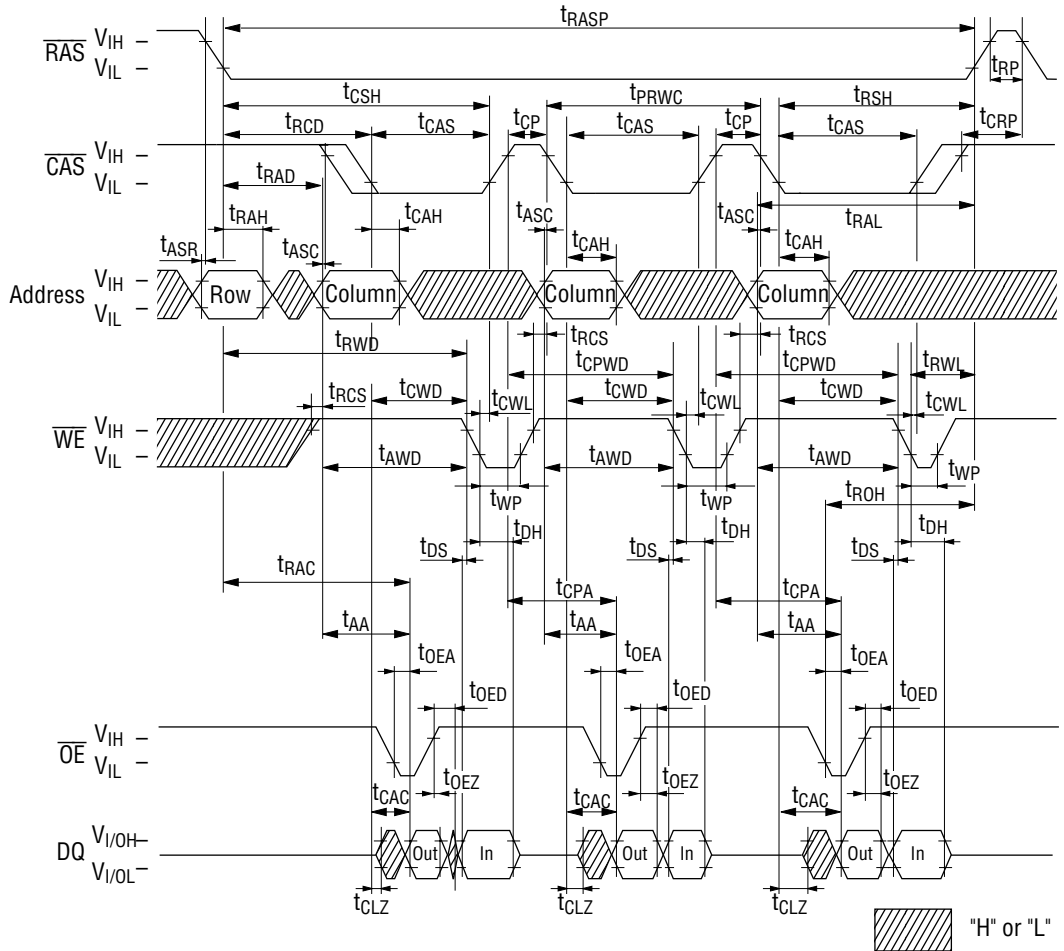 tRASP
RAS VIH
VIL
tRP
tCSH tPRWC tRSH
tRCD tCAS tCP tCAS tCP tCAS tCRP
CAS VIH
VIL
tRAD
tRAH tCAH tASC tASC tRAL
tASR tASC tCAH tCAH
Address VIH
VIL
Row Column Column Column
tRWD tRCS tRCS
tCPWD tCPWD tRWL
tRCS tCWD tCWL tCWD tCWL tCWD tCWL
WE VIH
VIL
tAWD tAWD tAWD
tWP tWP tROH tWP
tDS tDH tDS tDH tDS tDH
tRAC tCPA tCPA
tAA tAA tAA
tOEA tOEA tOEA
tOED tOED tOED
OE VIH
VIL
tCAC tOEZ tCAC tOEZ tCAC tOEZ
DQ VI/OH
VI/OL
Out In Out In Out In
tCLZ tCLZ tCLZ
"H" or "L"